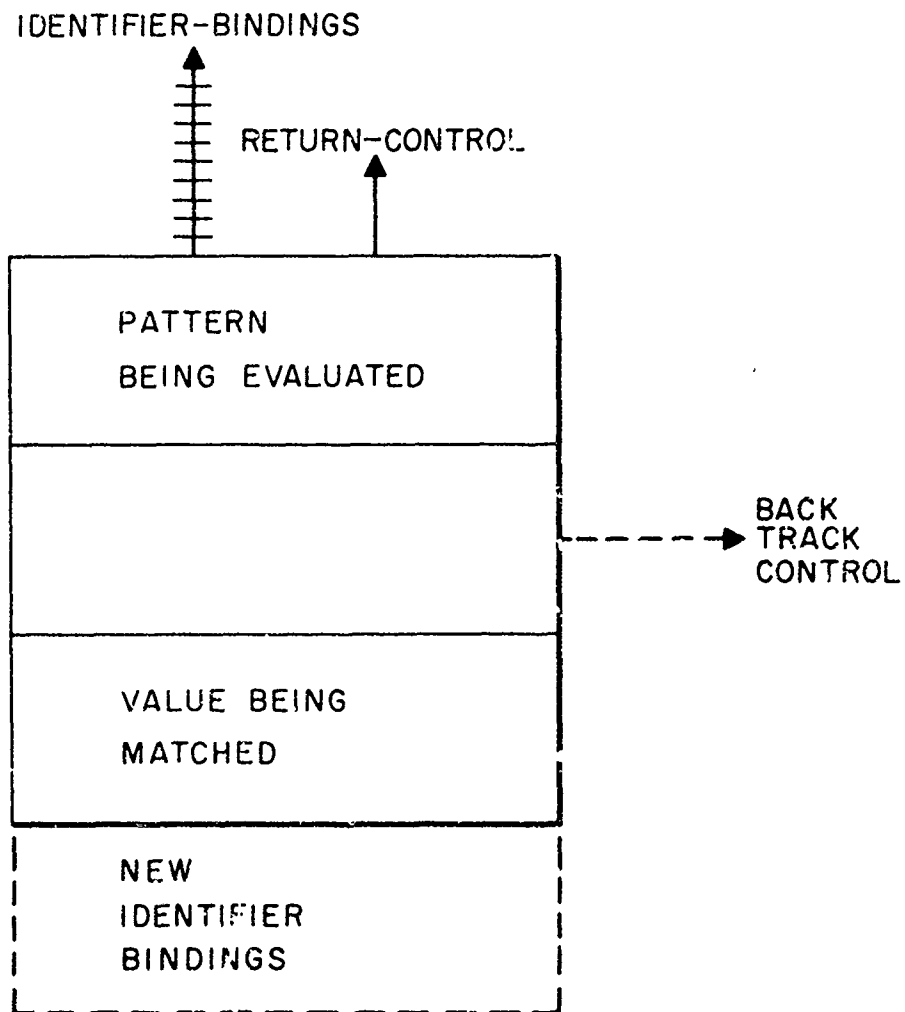 IDENTIFIER-BINDINGS
RETURN-CONTROL
PATTERN
BEING EVALUATED
BACK
TRACK
CONTROL
VALUE BEING
MATCHED
NEW
IDENTIFIER
BINDINGS